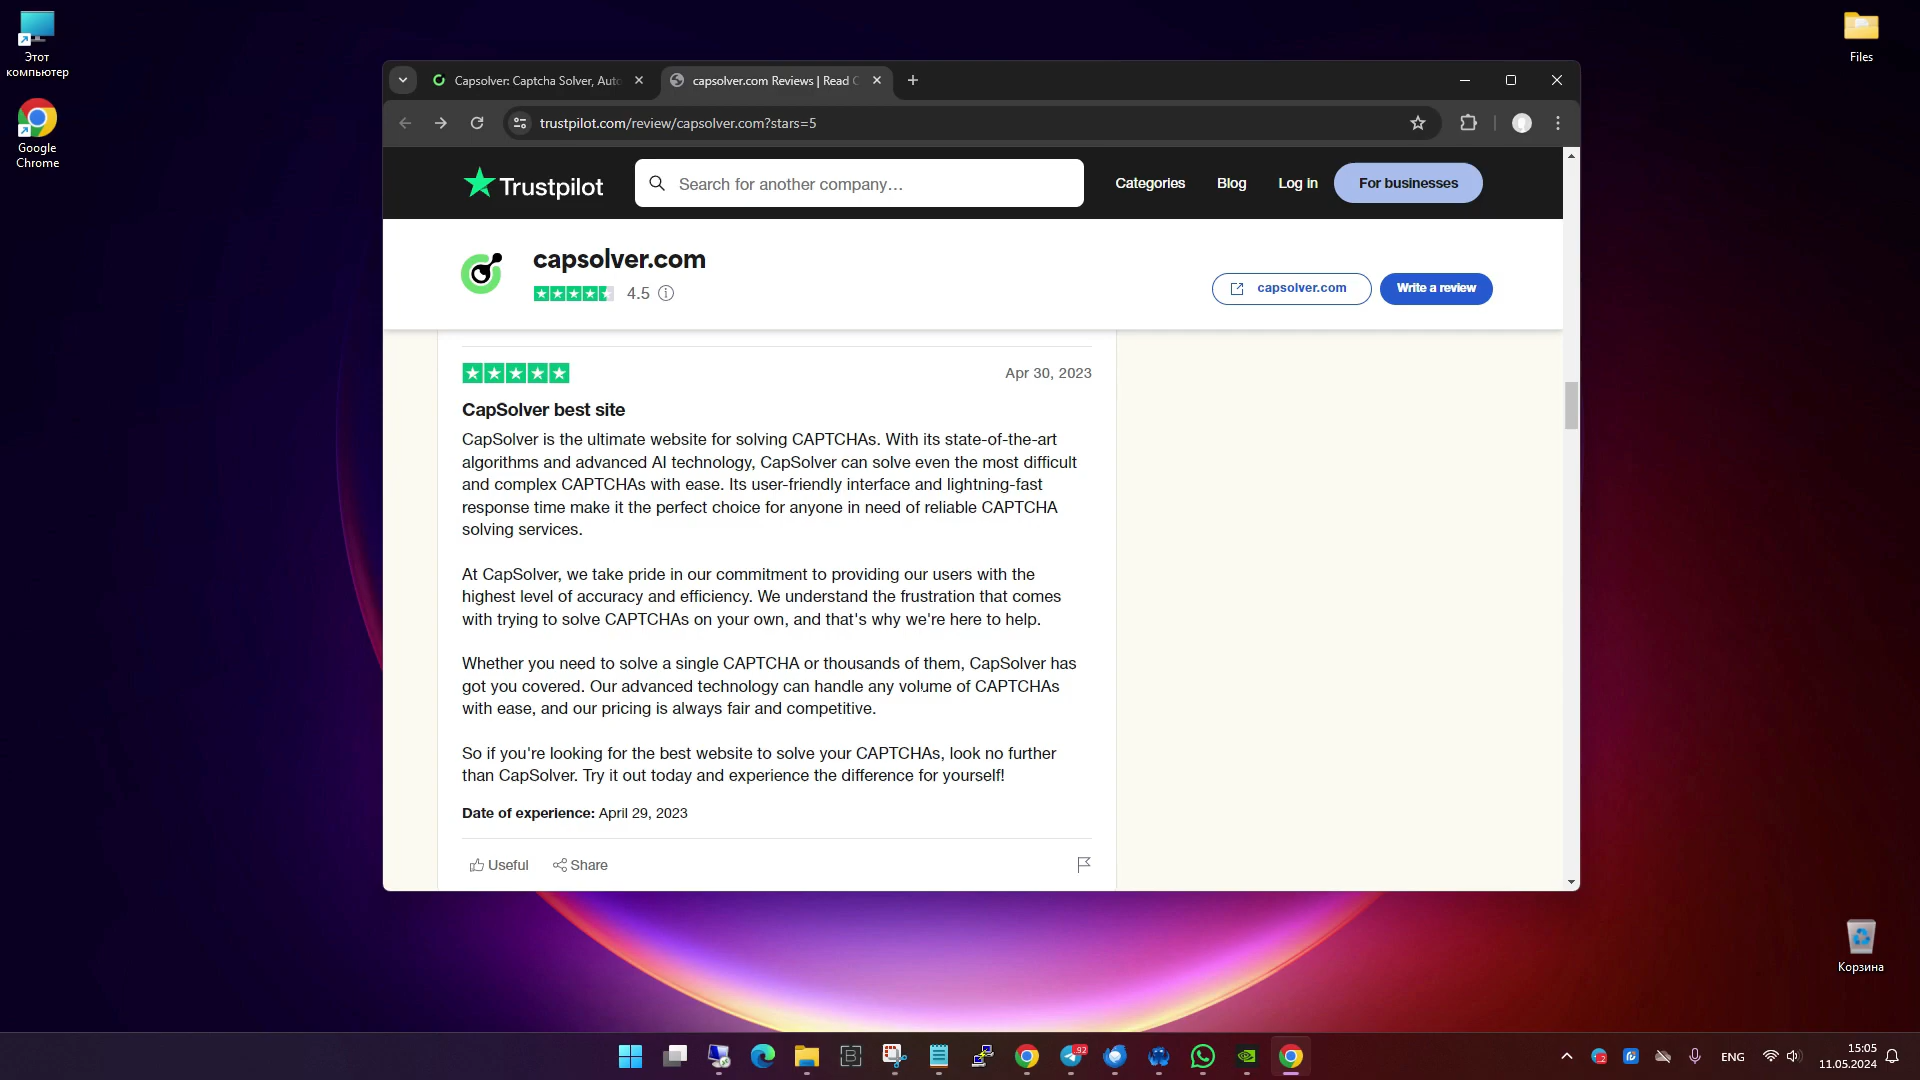 Этот
компьютер
Google
Chrome
Files
Capsolver: Captcha Solver, Auto
capsolver.com Reviews | Read C
trustpilot.com/review/capsolver.com?stars=5
Trustpilot
Search for another company…
Categories
Blog
Log in
For businesses
capsolver.com
4.5
capsolver.com
Write a review
Apr 30, 2023
CapSolver best site
CapSolver is the ultimate website for solving CAPTCHAs. With its state-of-the-art
algorithms and advanced AI technology, CapSolver can solve even the most difficult
and complex CAPTCHAs with ease. Its user-friendly interface and lightning-fast
response time make it the perfect choice for anyone in need of reliable CAPTCHA
solving services.
At CapSolver, we take pride in our commitment to providing our users with the
highest level of accuracy and efficiency. We understand the frustration that comes
with trying to solve CAPTCHAs on your own, and that's why we're here to help.
Whether you need to solve a single CAPTCHA or thousands of them, CapSolver has
got you covered. Our advanced technology can handle any volume of CAPTCHAs
with ease, and our pricing is always fair and competitive.
So if you're looking for the best website to solve your CAPTCHAs, look no further
than CapSolver. Try it out today and experience the difference for yourself!
Date of experience: April 29, 2023
Useful
Share
Корзина
92
ENG
15:05
11.05.2024